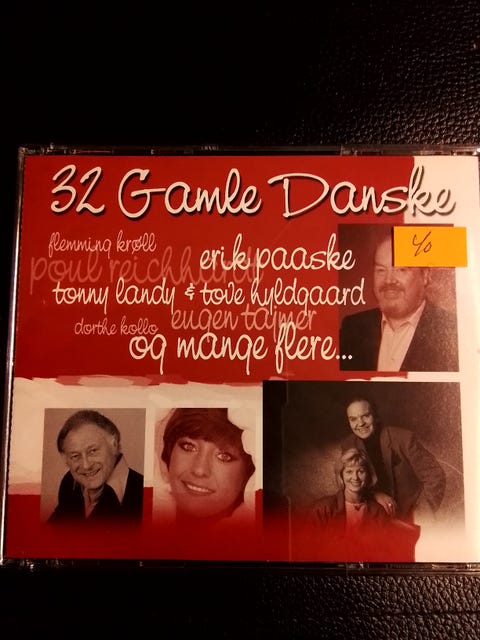 32 Gamle Danske
flemming krøll
erik paaske
poul reichhardt
tonny landy & tove hyldgaard
dorthe kollo
eugen tajmer
og mange flere...